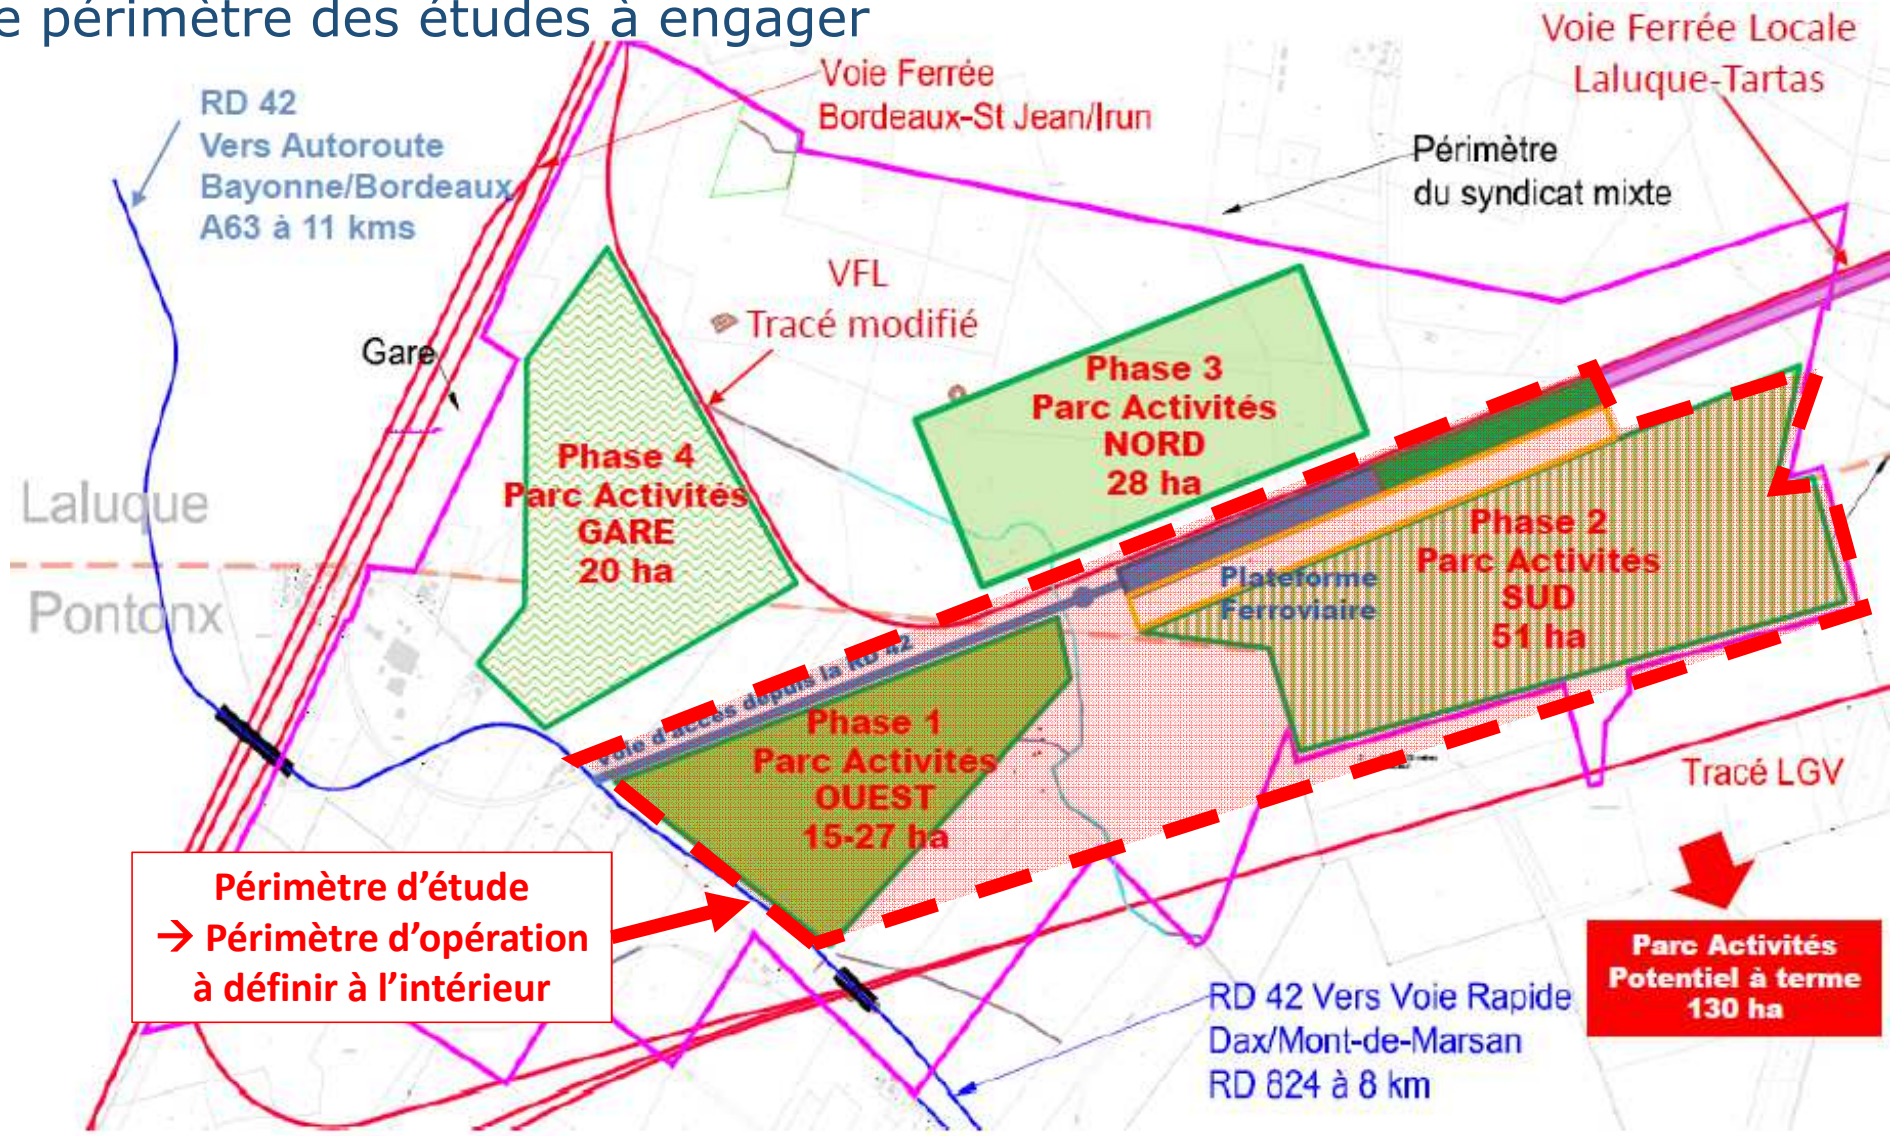 e périmètre des études à engager
Voie Ferrée Locale
Laluque-Tartas
Voie Ferrée
Bordeaux-St Jean/Irun
RD 42
Vers Autoroute
Bayonne/Bordeaux
A63 à 11 kms
Périmètre
du syndicat mixte
VFL
Tracé modifié
Gare
Phase 3
Parc Activités
NORD
28 ha
Phase 4
Parc Activités
GARE
20 ha
Laluque
Pontonx
Phase 2
Parc Activités
SUD
51 ha
Plateforme
Ferroviaire
Voie d'accès depuis la RD 42
Phase 1
Parc Activités
OUEST
15-27 ha
Tracé LGV
Périmètre d'étude
→ Périmètre d'opération
à définir à l'intérieur
Parc Activités
Potentiel à terme
130 ha
RD 42 Vers Voie Rapide
Dax/Mont-de-Marsan
RD 824 à 8 km